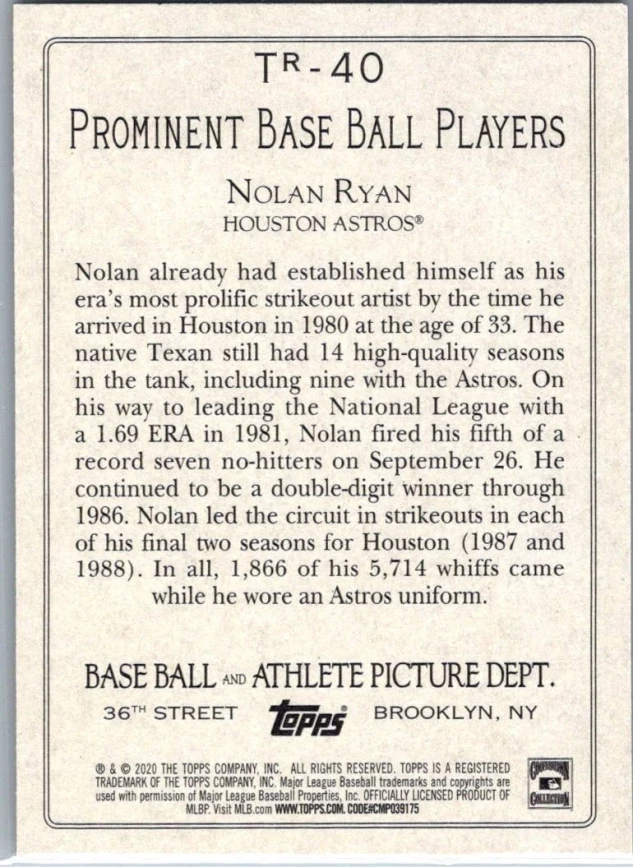 TR-40
PROMINENT BASE BALL PLAYERS
NOLAN RYAN
HOUSTON ASTROS®
Nolan already had established himself as his
era's most prolific strikeout artist by the time he
arrived in Houston in 1980 at the age of 33. The
native Texan still had 14 high-quality seasons
in the tank, including nine with the Astros. On
his way to leading the National League with
a 1.69 ERA in 1981, Nolan fired his fifth of a
record seven no-hitters on September 26. He
continued to be a double-digit winner through
1986. Nolan led the circuit in strikeouts in each
of his final two seasons for Houston (1987 and
1988). In all, 1,866 of his 5,714 whiffs came
while he wore an Astros uniform.
BASE BALL AND ATHLETE PICTURE DEPT.
36TH STREET Topps® BROOKLYN, NY
® & © 2020 THE TOPPS COMPANY, INC. ALL RIGHTS RESERVED. TOPPS IS A REGISTERED
TRADEMARK OF THE TOPPS COMPANY, INC. Major League Baseball trademarks and copyrights are
used with permission of Major League Baseball Properties, Inc. OFFICIALLY LICENSED PRODUCT OF
MLBP. Visit MLB.com WWW.TOPPS.COM. CODE#CMP039175
COOPERSTOWN
COLLECTION